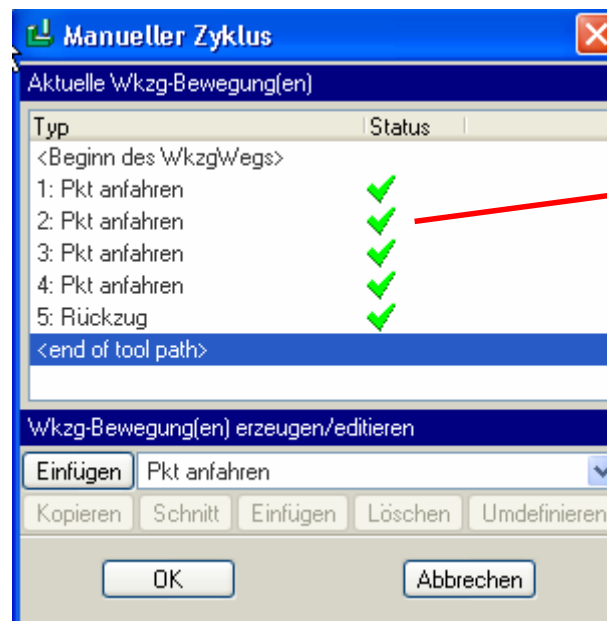 Manueller Zyklus
Aktuelle Wkzg-Bewegung(en)
Typ Status
<Beginn des WkzgWegs>
1: Pkt anfahren
2: Pkt anfahren
3: Pkt anfahren
4: Pkt anfahren
5: Rückzug
<end of tool path>
Wkzg-Bewegung(en) erzeugen/editieren
Einfügen Pkt anfahren
Kopieren Schnitt Einfügen Löschen Umdefinieren
OK Abbrechen